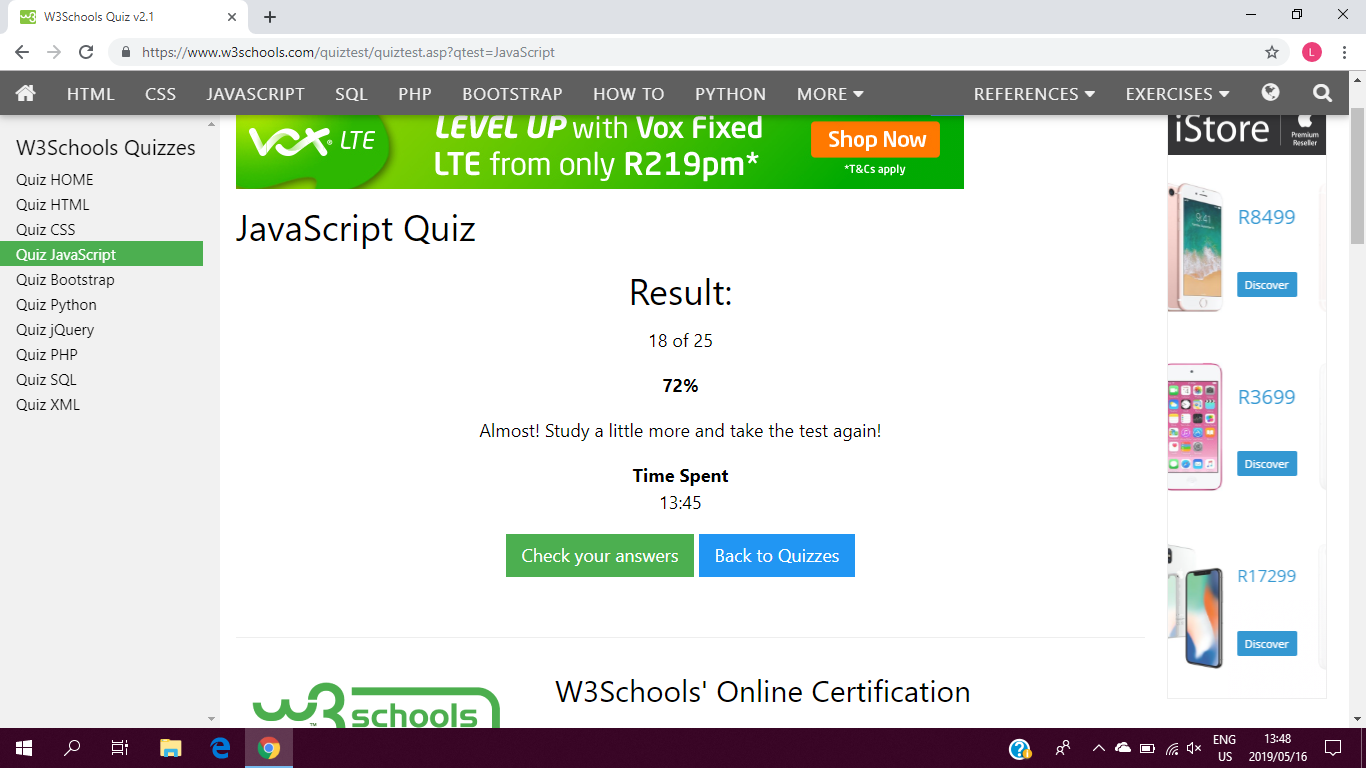 W3Schools Quiz v2.1
https://www.w3schools.com/quiztest/quiztest.asp?qtest=JavaScript
L
HTML CSS JAVASCRIPT SQL PHP BOOTSTRAP HOW TO PYTHON MORE REFERENCES EXERCISES
W3Schools Quizzes
Quiz HOME
Quiz HTML
Quiz CSS
Quiz JavaScript
Quiz Bootstrap
Quiz Python
Quiz jQuery
Quiz PHP
Quiz SQL
Quiz XML
VOX LTE
LEVEL UP with Vox Fixed
LTE from only R219pm*
Shop Now
*T&Cs apply
JavaScript Quiz
Result:
18 of 25
72%
Almost! Study a little more and take the test again!
Time Spent
13:45
Check your answers Back to Quizzes
W3Schools' Online Certification
w3schools
TM
iStore
Premium
Reseller
R8499
Discover
R3699
Discover
R17299
Discover
ENG
US
13:48
2019/05/16